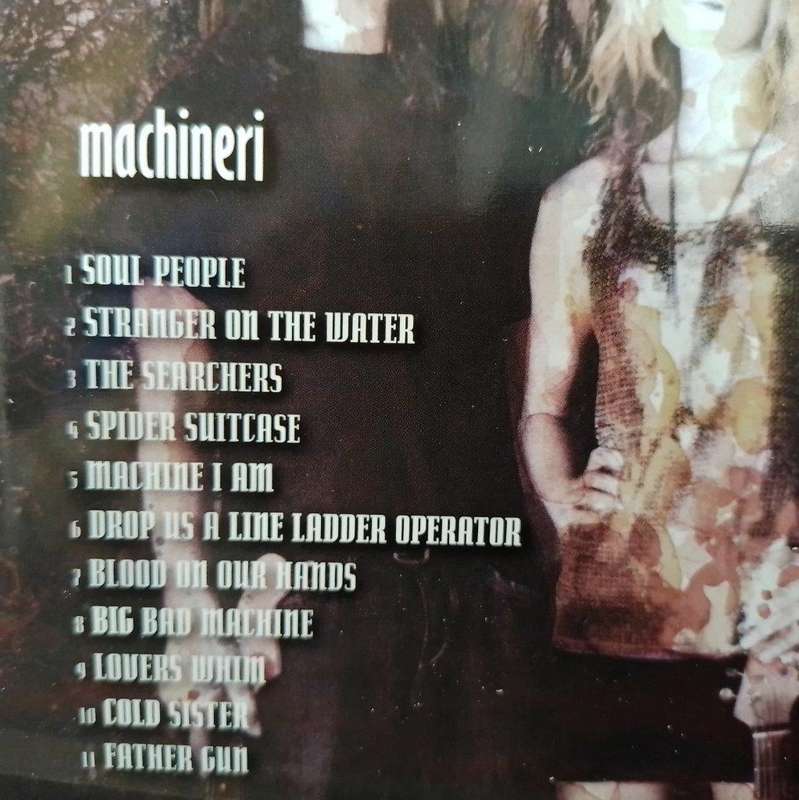 machineri
1 SOUL PEOPLE
2 STRANGER ON THE WATER
3 THE SEARCHERS
4 SPIDER SUITCASE
5 MACHINE I AM
6 DROP US A LINE LADDER OPERATOR
7 BLOOD ON OUR HANDS
8 BIG BAD MACHINE
9 LOVERS WHIM
10 COLD SISTER
11 FATHER GUN